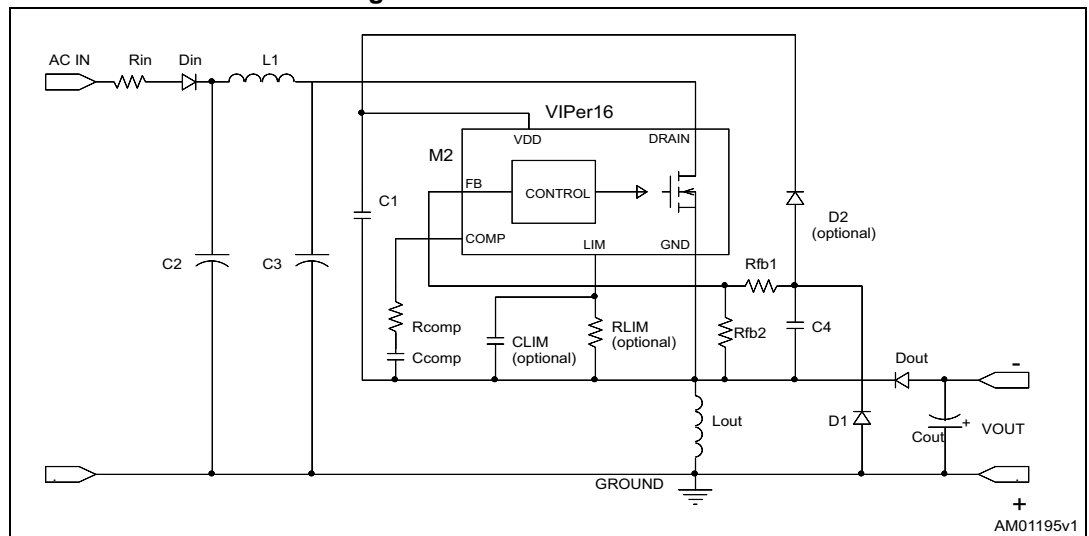 AC IN
Rin
Din
L1
VIPer16
VDD
DRAIN
M2
FB
CONTROL
C1
D2
(optional)
COMP
LIM
GND
C2
C3
Rfb1
Rcomp
CLIM
(optional)
RLIM
(optional)
Rfb2
C4
Ccomp
Dout
-
Lout
D1
Cout
+
VOUT
GROUND
+
AM01195v1